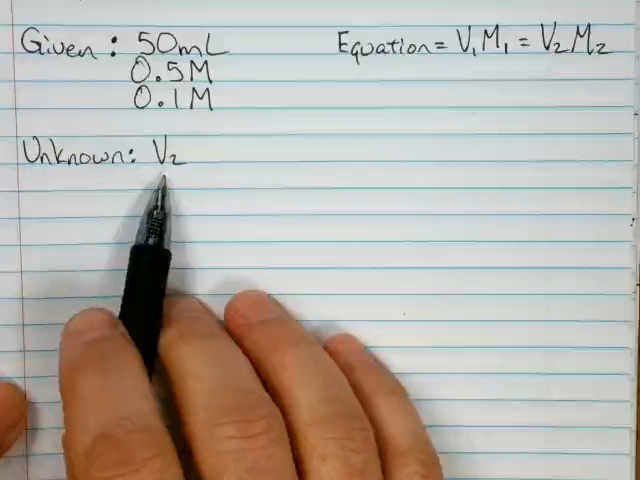 Given: 50mL
0.5M
0.1M
Equation = V₁M₁ = V₂M₂
Unknown: V₂